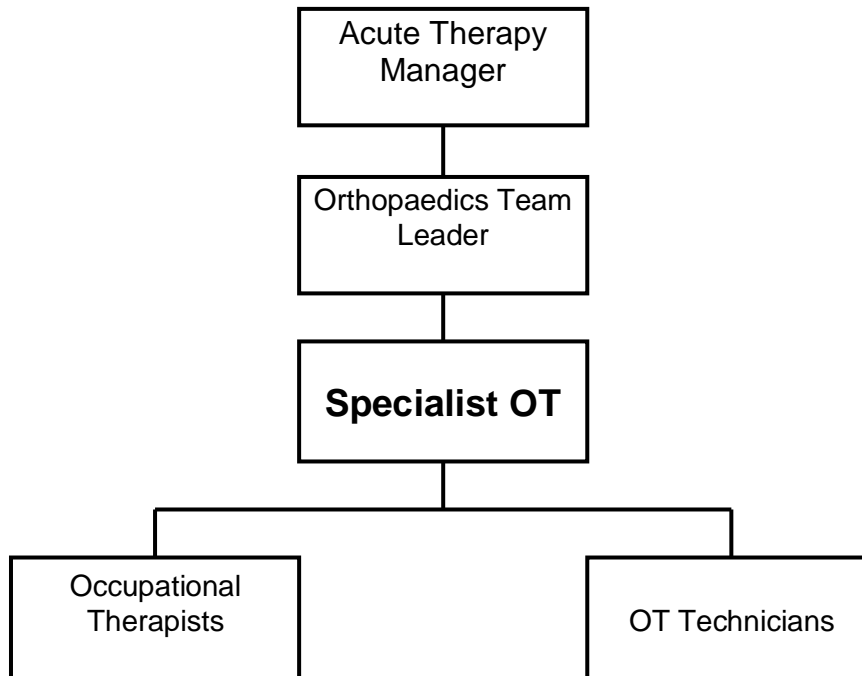 Acute Therapy
Manager
Orthopaedics Team
Leader
Specialist OT
Occupational
Therapists
OT Technicians